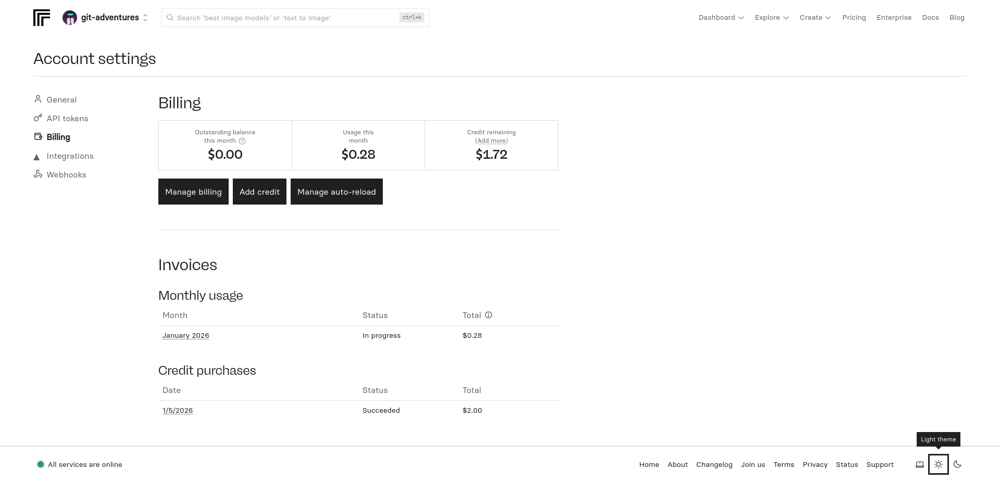 git-adventures
Search 'best image models' or 'text to image'
ctrl+k
Dashboard
Explore
Create
Pricing
Enterprise
Docs
Blog
Account settings
General
API tokens
Billing
Integrations
Webhooks
Billing
Outstanding balance
this month
$0.00
Usage this
month
$0.28
Credit remaining
(Add more)
$1.72
Manage billing
Add credit
Manage auto-reload
Invoices
Monthly usage
Month Status Total
January 2026 In progress $0.28
Credit purchases
Date Status Total
1/5/2026 Succeeded $2.00
Light theme
All services are online
Home About Changelog Join us Terms Privacy Status Support